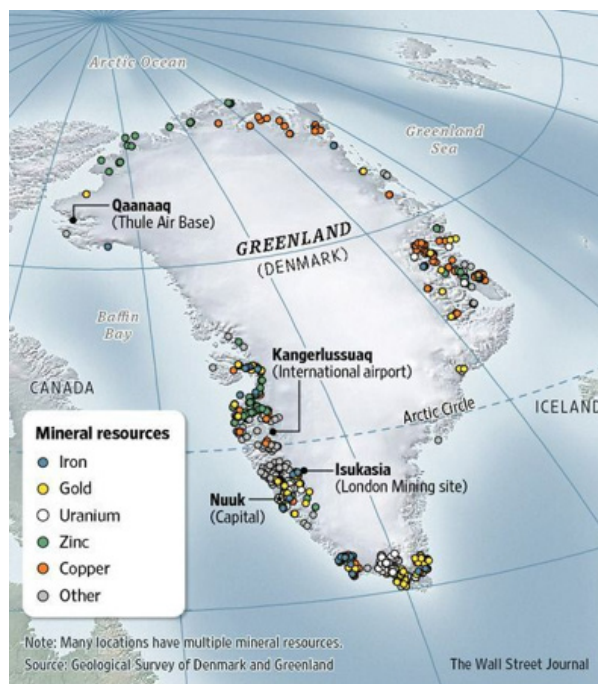 Arctic Ocean
Greenland
Sea
Qaanaaq
(Thule Air Base)
GREENLAND
(DENMARK)
Baffin
Bay
Kangerlussuaq
(International airport)
CANADA
Arctic Circle
ICELAND
Mineral resources
Iron
Gold
Uranium
Zinc
Copper
Other
Isukasia
(London Mining site)
Nuuk
(Capital)
Note: Many locations have multiple mineral resources.
Source: Geological Survey of Denmark and Greenland
The Wall Street Journal